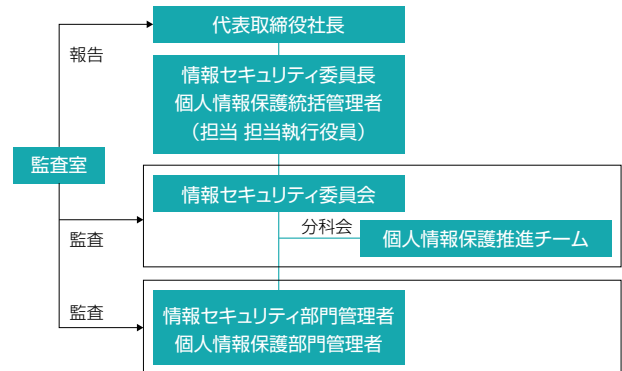 代表取締役社長
報告
情報セキュリティ委員長
個人情報保護統括管理者
（担当 担当執行役員）
監査室
情報セキュリティ委員会
分科会
監査
個人情報保護推進チーム
監査
情報セキュリティ部門管理者
個人情報保護部門管理者